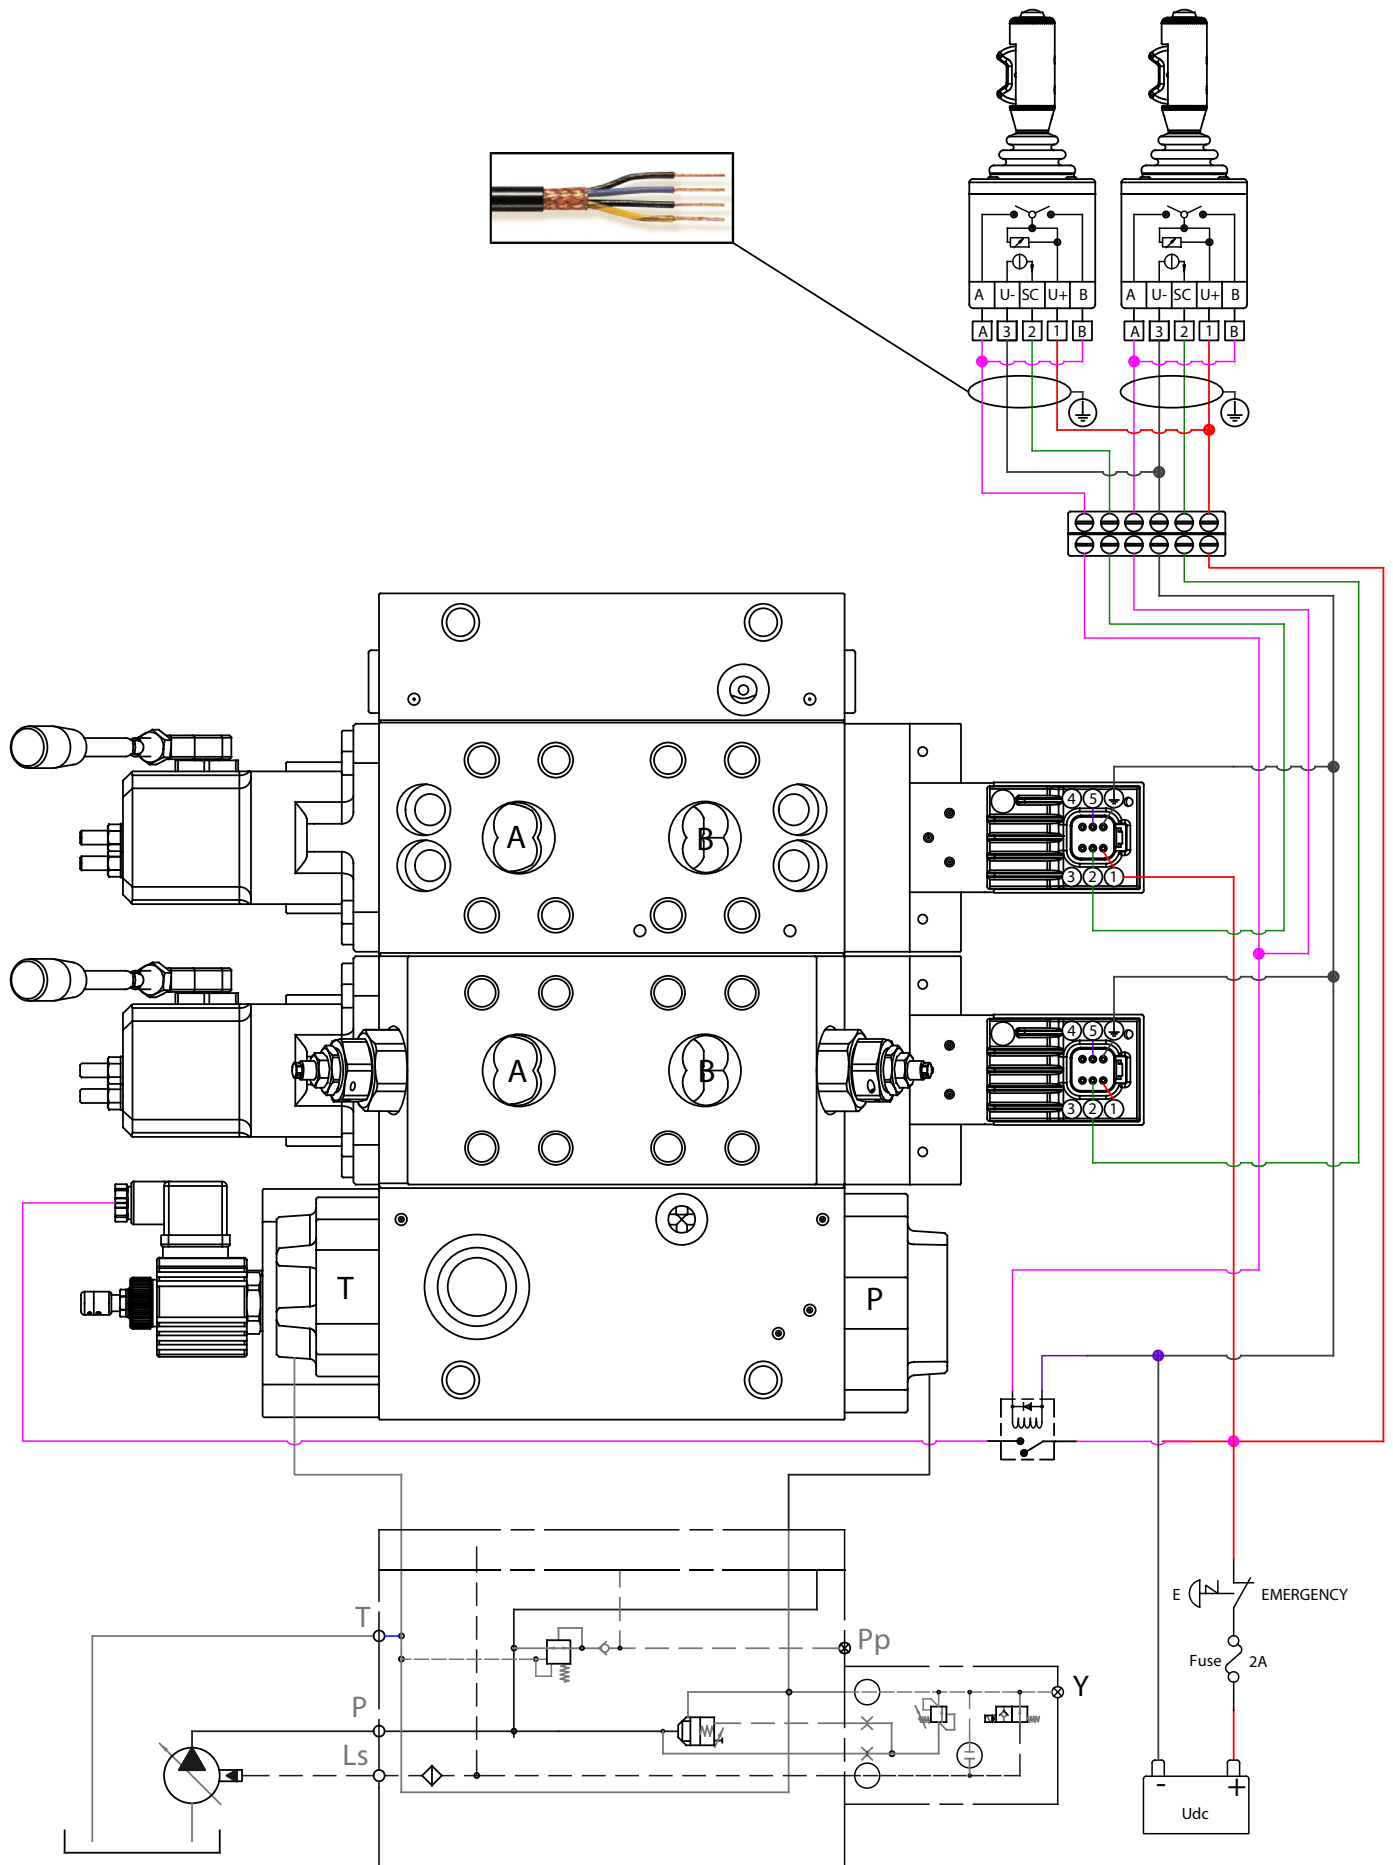 A U- SC U+ B
A U- SC U+ B
A 3 2 1 B
A 3 2 1 B
4 5
A B
3 2 1
4 5
A B
3 2 1
T
P
E EMERGENCY
Fuse 2A
T
Pp
Y
P
Ls
- +
Udc